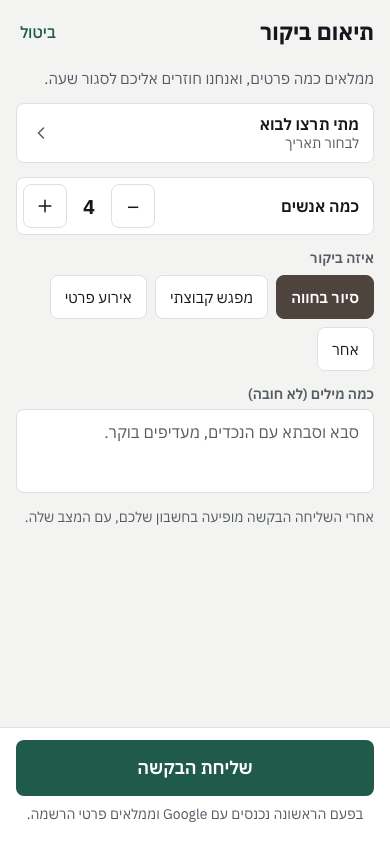 תיאום ביקור
ביטול
ממלאים כמה פרטים, ואנחנו חוזרים אליכם לסגור שעה.
מתי תרצו לבוא
לבחור תאריך
כמה אנשים
− 4 +
איזה ביקור
סיור בחווה
מפגש קבוצתי
אירוע פרטי
אחר
כמה מילים (לא חובה)
סבא וסבתא עם הנכדים, מעדיפים בוקר.
אחרי השליחה הבקשה מופיעה בחשבון שלכם, עם המצב שלה.
שליחת הבקשה
בפעם הראשונה נכנסים עם Google וממלאים פרטי הרשמה.